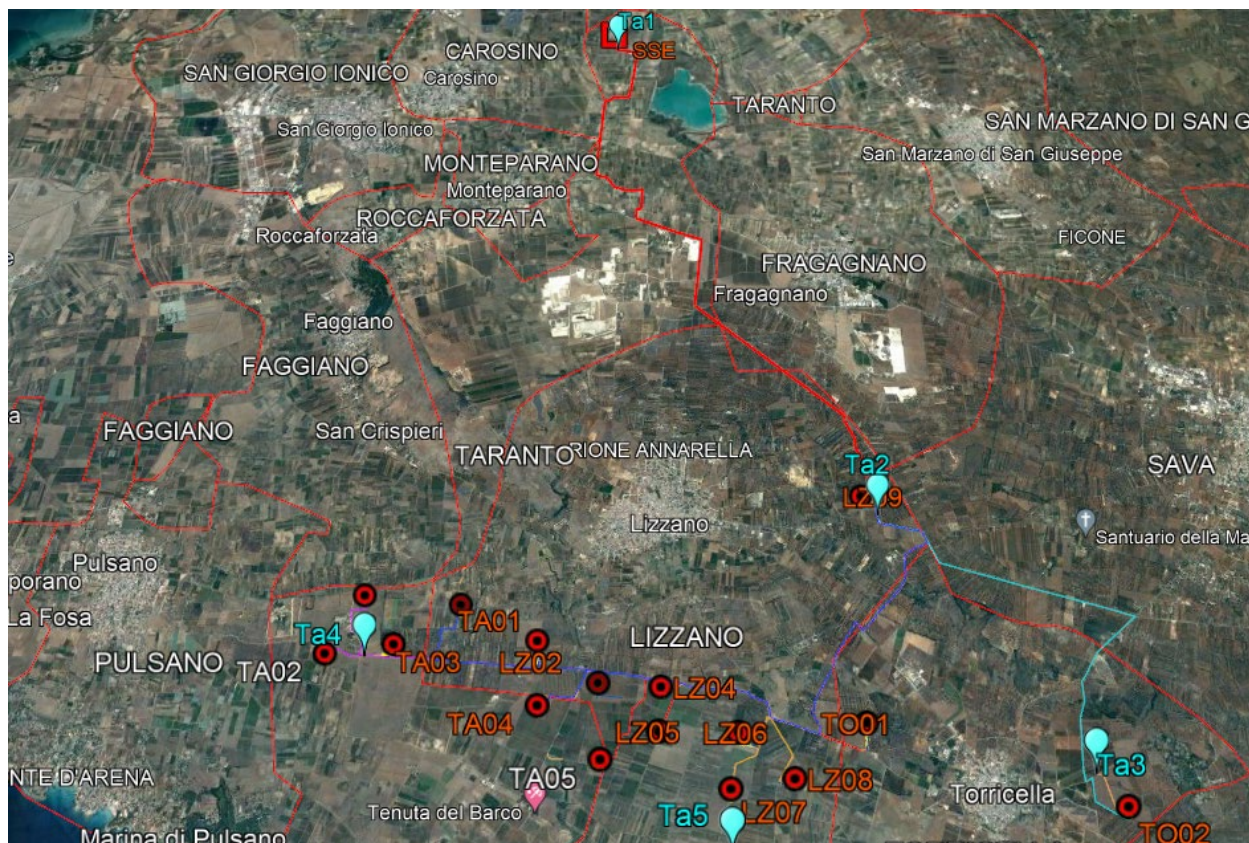 Ta1
SSE
CAROSINO
Carosino
SAN GIORGIO IONICO
San Giorgio Ionico
TARANTO
SAN MARZANO DI SAN G
San Marzano di San Giuseppe
MONTEPARANO
Monteparano
ROCCAFORZATA
Roccaforzata
FICONE
FRAGAGNANO
Fragagnano
Faggiano
FAGGIANO
FAGGIANO
San Crispieri
TARANTO
RIONE ANNARELLA
Ta2
LZ09
SAVA
Lizzano
Santuario della Ma
Pulsano
porano
La Fosa
TA01
Ta4
LIZZANO
PULSANO
TA02
TA03
LZ02
LZ04
TA04
LZ05
LZ06
TO01
Ta3
NTE D'ARENA
TA05
LZ08
Torricella
Tenuta del Barco
Ta5
LZ07
TO02
Marina di Pulsano